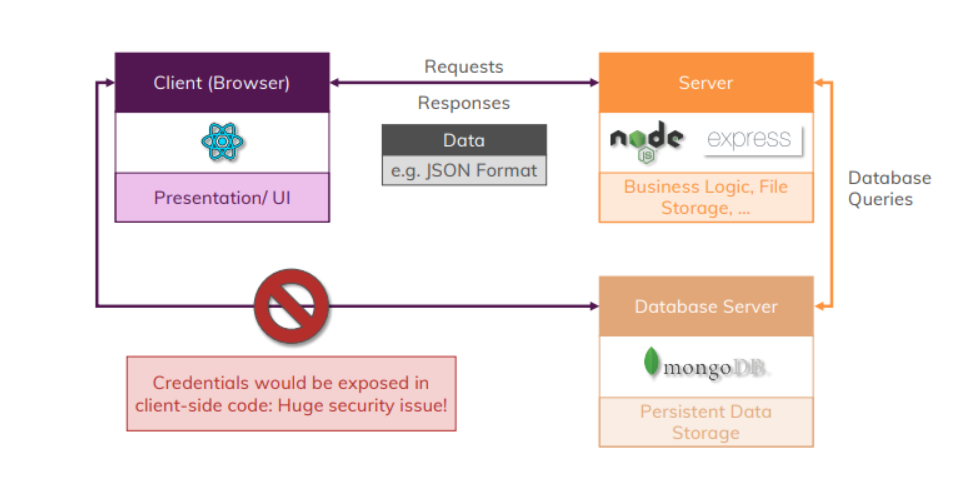 Client (Browser)
Presentation/ UI
Requests
Responses
Data
e.g. JSON Format
Server
node
JS
express
Business Logic, File
Storage, ...
Database
Queries
Database Server
mongoDB.
Persistent Data
Storage
Credentials would be exposed in
client-side code: Huge security issue!